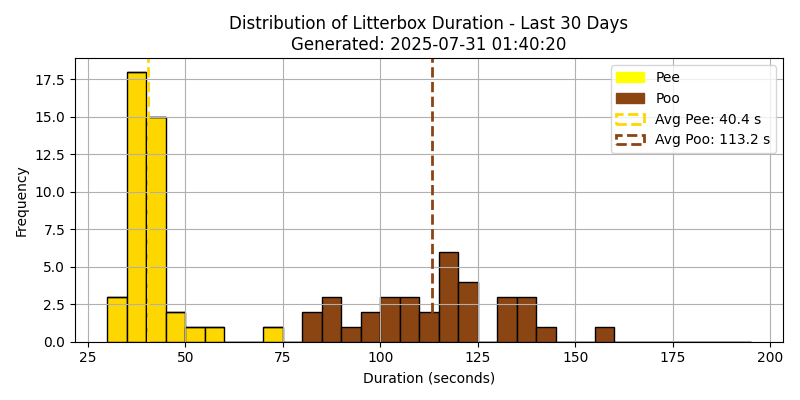 Distribution of Litterbox Duration - Last 30 Days
Generated: 2025-07-31 01:40:20
Pee
Poo
Avg Pee: 40.4 s
Avg Poo: 113.2 s
Frequency
17.5
15.0
12.5
10.0
7.5
5.0
2.5
0.0
25 50 75 100 125 150 175 200
Duration (seconds)